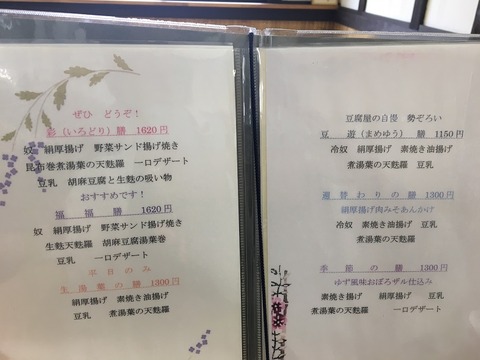 ぜひ どうぞ!
彩(いろどり)膳 1620円
奴 絹厚揚げ 野菜サンド揚げ焼き
昆布巻煮湯葉の天麩羅 一口デザート
豆乳 胡麻豆腐と生麩の吸い物
おすすめです!
福福膳 1620円
奴 絹厚揚げ 野菜サンド揚げ焼き
生麩天麩羅 胡麻豆腐湯葉巻
豆乳 一口デザート
平日のみ
生湯葉の膳 1300円
絹厚揚げ 素焼き油揚げ
豆乳 煮湯葉の天麩羅
豆腐屋の自慢 勢ぞろい
豆 遊(まめゆう)膳 1150円
冷奴 絹厚揚げ 素焼き油揚げ
煮湯葉の天麩羅 豆乳
週替わりの膳 1300円
絹厚揚げ肉みそあんかけ
冷奴 素焼き油揚げ 豆乳
煮湯葉の天麩羅
季節の膳 1300円
ゆず風味おぼろザル仕込み
素焼き揚げ 絹厚揚げ 豆乳
煮湯葉の天麩羅 一口デザート